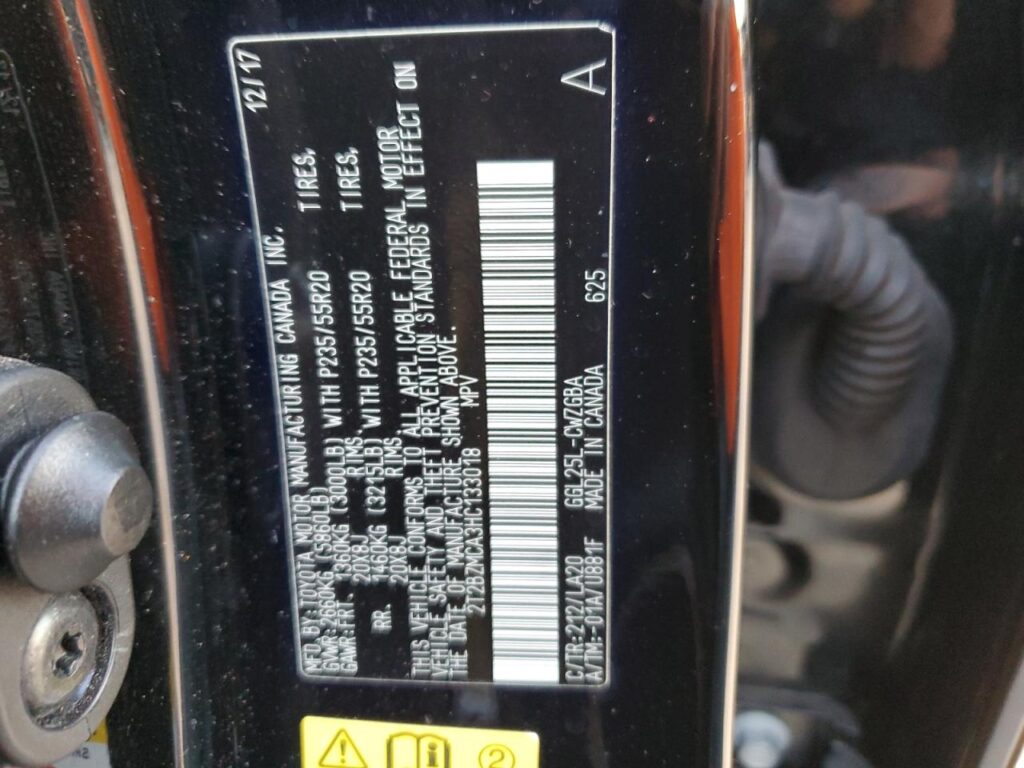 MFD. BY: TOYOTA MOTOR MANUFACTURING CANADA INC. 12/17
GVWR: 2660KG (5860LB)
GAWR: FRT. 1360KG (3000LB) WITH P235/55R20 TIRES,
20X8J RIMS,
RR. 1460KG (3215LB) WITH P235/55R20 TIRES,
20X8J RIMS,
THIS VEHICLE CONFORMS TO ALL APPLICABLE FEDERAL MOTOR
VEHICLE SAFETY AND THEFT PREVENTION STANDARDS IN EFFECT ON
THE DATE OF MANUFACTURE SHOWN ABOVE.
2T2BZMCA3HC133018 MPV
C/TR: 212/LA20 GGL25L-CWZGBA
A/TM: -01A/U881F MADE IN CANADA 625 A
2